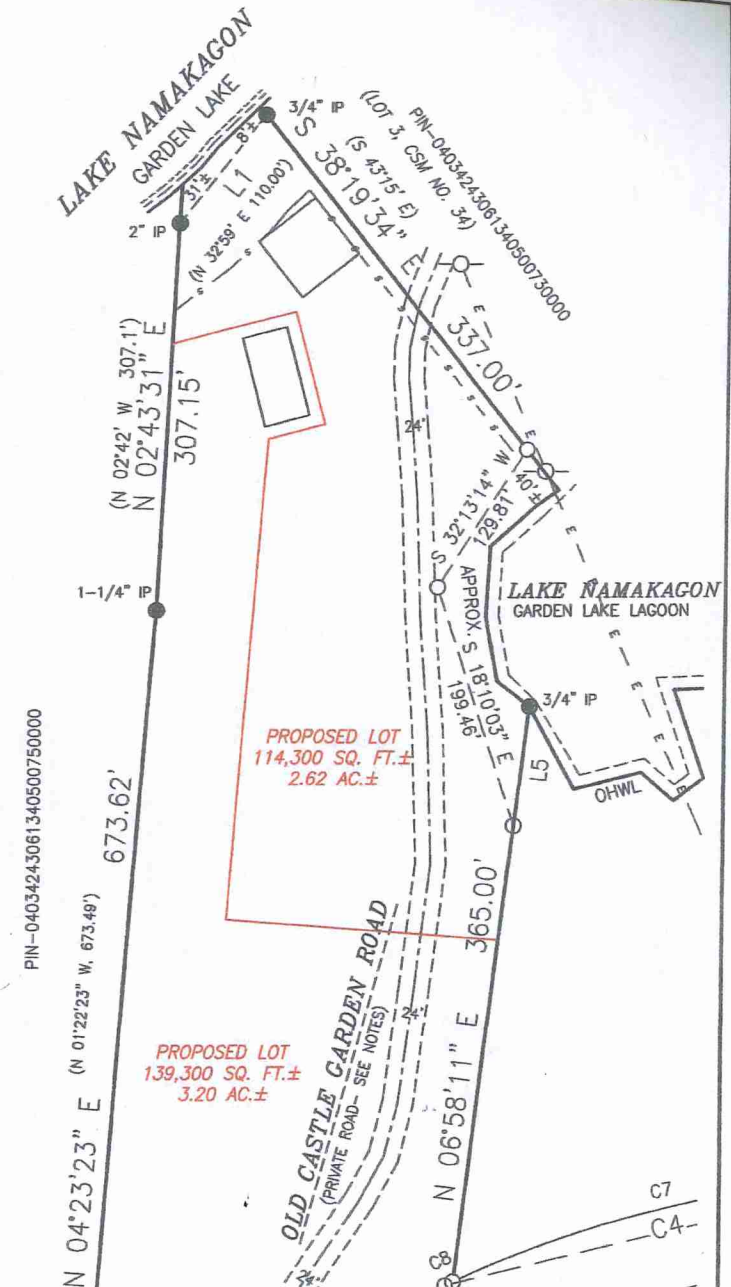 LAKE NAMAKAGON
GARDEN LAKE
3/4" IP
8'±
31'±
L1
2" IP
(N 32°59' E 110.00')
S 38°19'34" E
337.00'
(S 43°15' E)
(LOT 3, CSM NO. 34)
PIN-04034243061340500730000
(N 02°42' W 307.1')
N 02°43'31" E
307.15'
24'
S 32°13'14" W
129.81'
40'±
1-1/4" IP
LAKE NAMAKAGON
GARDEN LAKE LAGOON
APPROX. S 18°10'03" E
199.46'
3/4" IP
L5
OHWL
PROPOSED LOT
114,300 SQ. FT.±
2.62 AC.±
PIN-04034243061340500750000
673.62'
(N 01°22'23" W, 673.49')
N 04°23'23" E
365.00'
N 06°58'11" E
OLD CASTLE GARDEN ROAD
(PRIVATE ROAD- SEE NOTES)
24'
PROPOSED LOT
139,300 SQ. FT.±
3.20 AC.±
C7
C4
C8